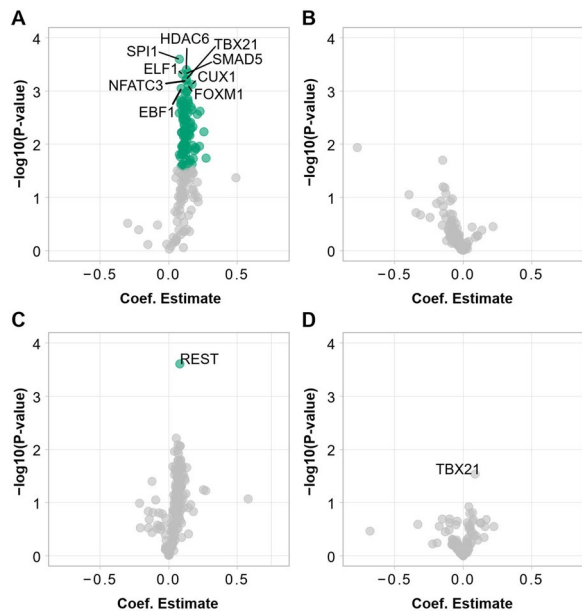 A
B
4
3
2
1
0
−log10(P-value)
SPI1
HDAC6
TBX21
SMAD5
ELF1
CUX1
NFATC3
FOXM1
EBF1
−0.5
0.0
0.5
Coef. Estimate
4
3
2
1
0
−log10(P-value)
−0.5
0.0
0.5
Coef. Estimate
C
D
4
3
2
1
0
−log10(P-value)
REST
−0.5
0.0
0.5
Coef. Estimate
4
3
2
1
0
−log10(P-value)
TBX21
−0.5
0.0
0.5
Coef. Estimate